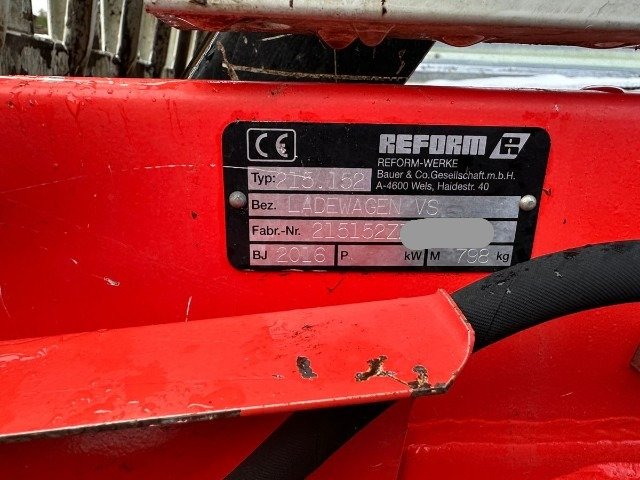 CE REFORM
REFORM-WERKE
Bauer & Co.Gesellschaft.m.b.H.
A-4600 Wels, Haidestr. 40
Typ: 215.152
Bez. LADEWAGEN VS
Fabr.-Nr. 215152Z
BJ 2016 P kW M 798 kg